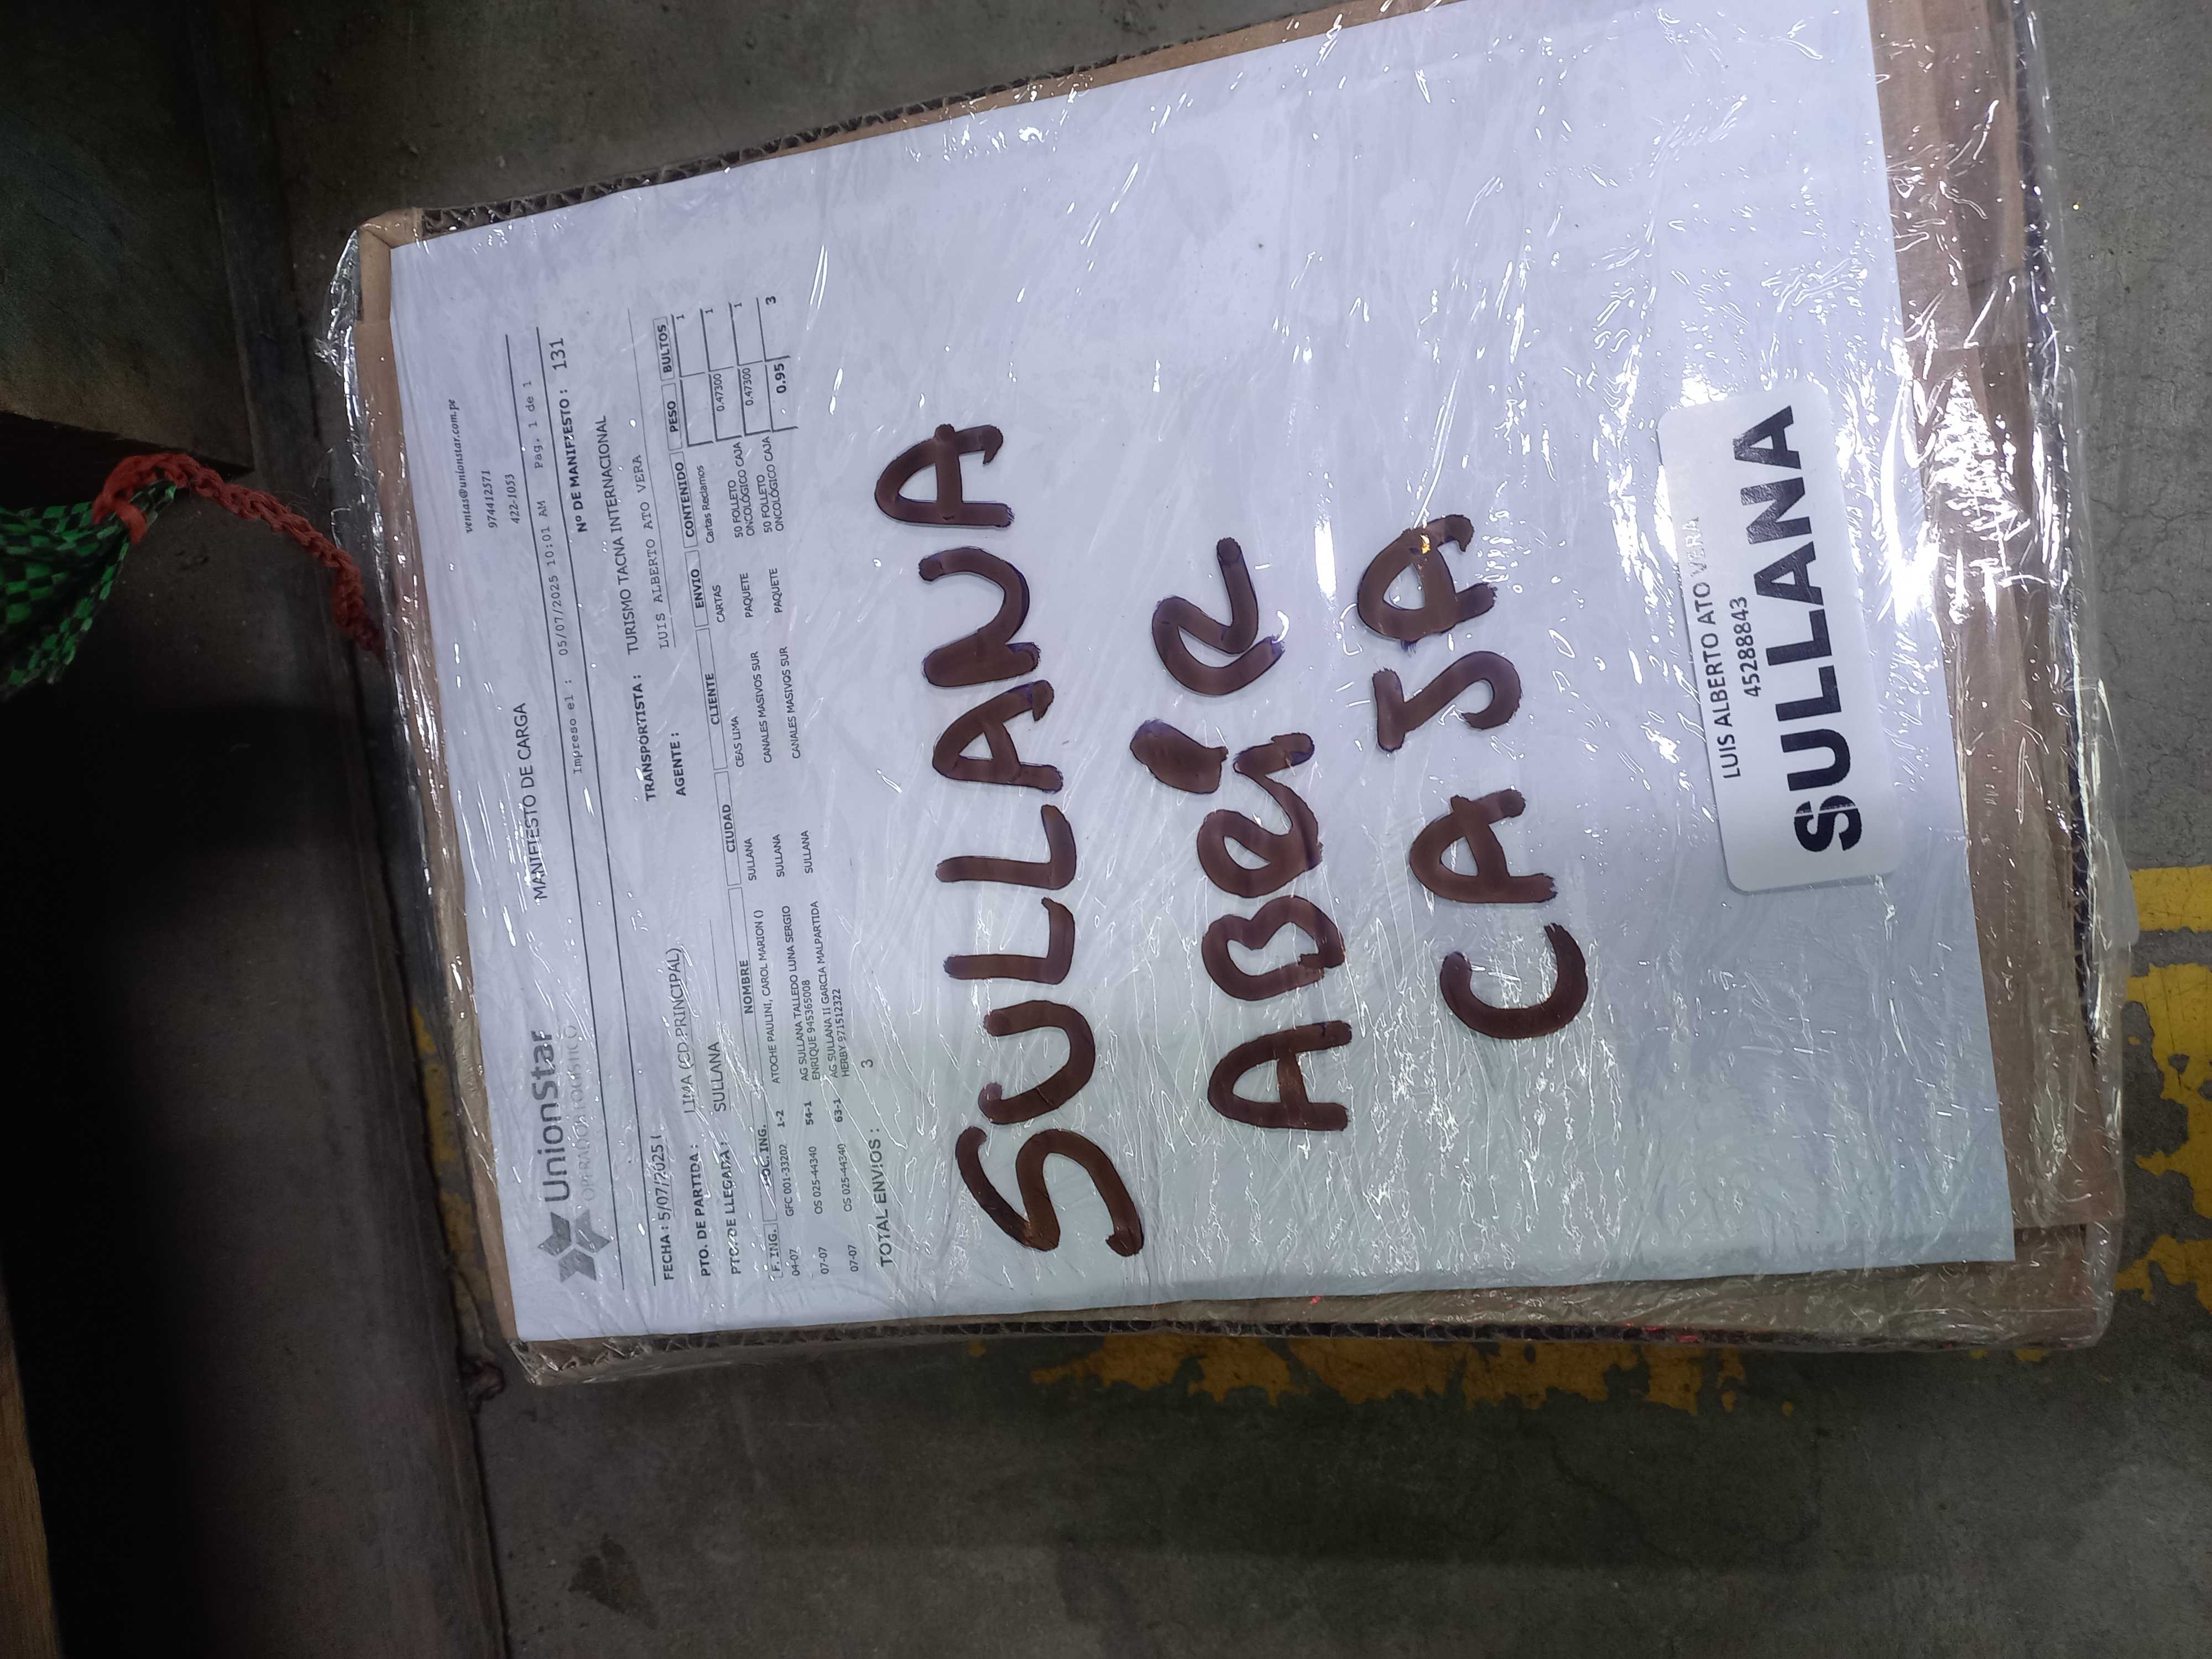 UnionStar
OPERADOR LOGÍSTICO
ventas@unionstar.com.pe
974412571
422-1053
MANIFIESTO DE CARGA
Impreso el : 05/07/2025 10:01 AM Pag. 1 de 1
Nº DE MANIFIESTO : 131
FECHA : 5/07/2025
TRANSPORTISTA : TURISMO TACNA INTERNACIONAL
PTO. DE PARTIDA : LIMA (CD PRINCIPAL)
AGENTE : LUIS ALBERTO ATO VERA
PTO. DE LLEGADA : SULLANA
F. ING. DOC. ING. NOMBRE CIUDAD CLIENTE ENVIO CONTENIDO PESO BULTOS
04-07 GFC 001-33202 1-2 ATOCHE PAULINI, CAROL MARION () SULLANA CEAS LIMA CARTAS Cartas Reclamos 1
07-07 OS 025-44340 54-1 AG SULLANA TALLEDO LUNA SERGIO ENRIQUE 945365008 SULLANA CANALES MASIVOS SUR PAQUETE 50 FOLLETO ONCOLÓGICO CAJA 0.47300 1
07-07 OS 025-44340 63-1 AG SULLANA II GARCIA MALPARTIDA HERBY 971512322 SULLANA CANALES MASIVOS SUR PAQUETE 50 FOLLETO ONCOLÓGICO CAJA 0.47300 1
0.95 3
TOTAL ENVIOS : 3
SULLANA
CAJA
LUIS ALBERTO ATO VERA
45288843
SULLANA